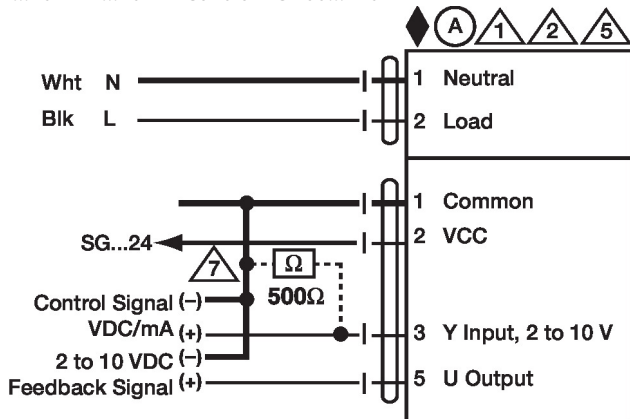 A 1 2 5
Wht N 1 Neutral
Blk L 2 Load
1 Common
SG...24 2 VCC
7 Ω
500Ω
Control Signal (–)
VDC/mA (+) 3 Y Input, 2 to 10 V
2 to 10 VDC (–)
Feedback Signal (+) 5 U Output